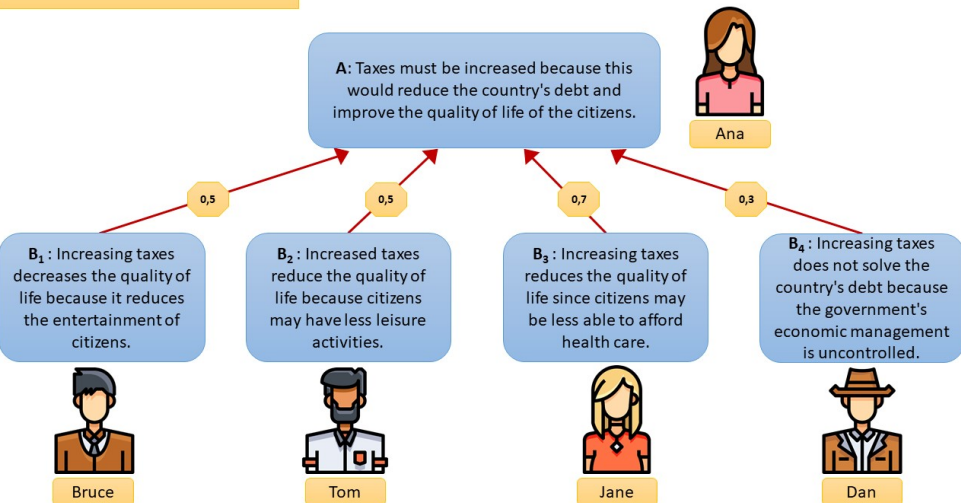 A: Taxes must be increased because this
would reduce the country's debt and
improve the quality of life of the citizens.
Ana
0,5
0,5
0,7
0,3
B1 : Increasing taxes
decreases the quality of
life because it reduces
the entertainment of
citizens.
B2 : Increased taxes
reduce the quality of
life because citizens
may have less leisure
activities.
B3 : Increasing taxes
reduces the quality of
life since citizens may
be less able to afford
health care.
B4 : Increasing taxes
does not solve the
country's debt because
the government's
economic management
is uncontrolled.
Bruce
Tom
Jane
Dan